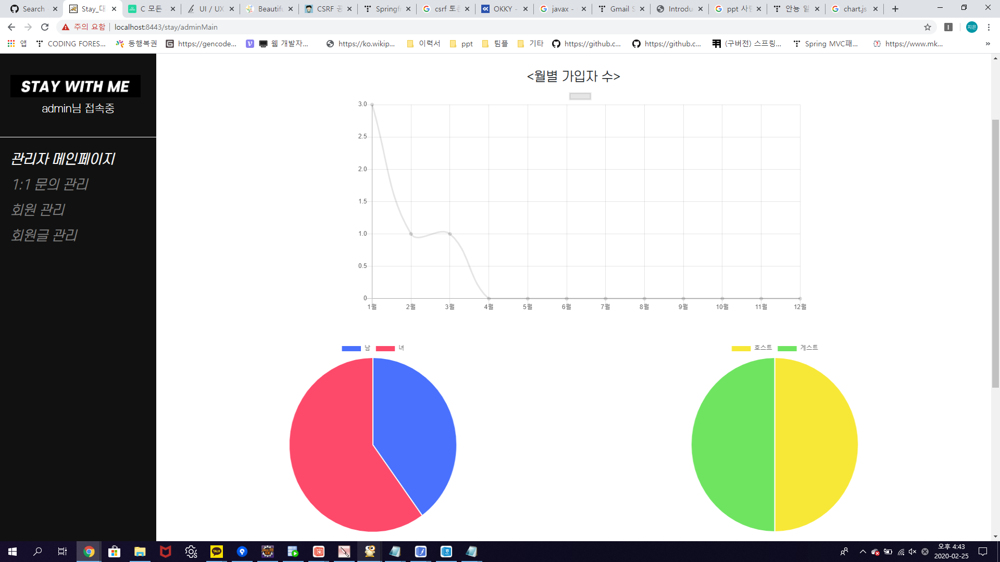 Search
Stay_대
C 모든
UI / UX
Beautifu
CSRF 공
Springfr
csrf 토큰
OKKY -
javax -
Gmail S
Introdu
ppt 사람
안뇽 일
chart.js
주의 요함 localhost:8443/stay/adminMain
지은
앱
CODING FORES...
동행복권
https://gencode...
웹 개발자...
https://ko.wikip...
이력서
ppt
팀플
기타
https://github.c...
https://github.c...
(구버전) 스프링...
Spring MVC패...
https://www.mk...
»
STAY WITH ME
admin님 접속중
관리자 메인페이지
1:1 문의 관리
회원 관리
회원글 관리
<월별 가입자 수>
3.0
2.5
2.0
1.5
1.0
0.5
0
1월 2월 3월 4월 5월 6월 7월 8월 9월 10월 11월 12월
남 녀
호스트 게스트
TALK
오후 4:43
2020-02-25